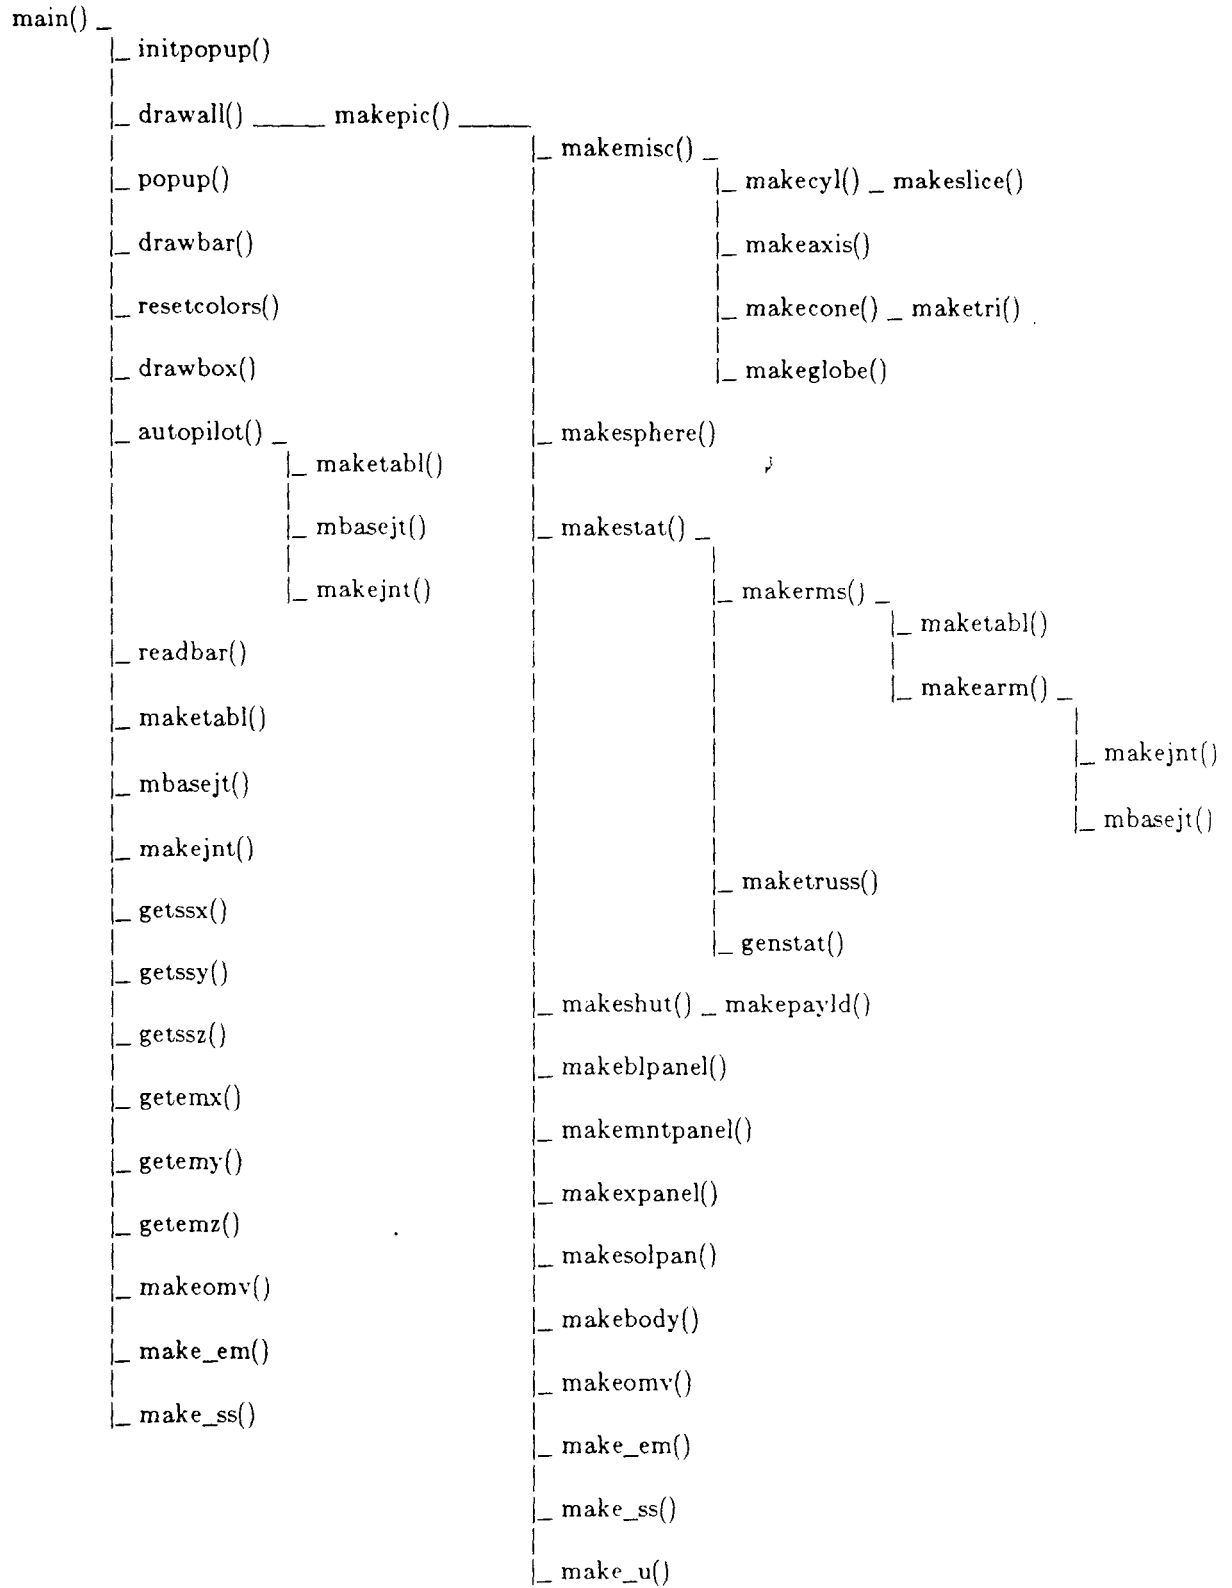 main()
initpopup()
drawall() makepic()
makemisc()
popup() makecyl() makeslice()
drawbar() makeaxis()
resetcolors() makecone() maketri()
drawbox() makeglobe()
autopilot() makesphere()
maketabl()
mbasejt() makestat()
makejnt() makerms()
maketabl()
readbar()
makearm()
maketabl()
makejnt()
mbasejt()
mbasejt()
makejnt()
maketruss()
getssx()
genstat()
getssy()
makeshut() makepayld()
getssz()
makeblpanel()
getemx()
makemntpanel()
getemy()
makexpanel()
getemz()
makesolpan()
makeomv()
makebody()
make_em()
makeomv()
make_ss()
make_em()
make_ss()
make_u()